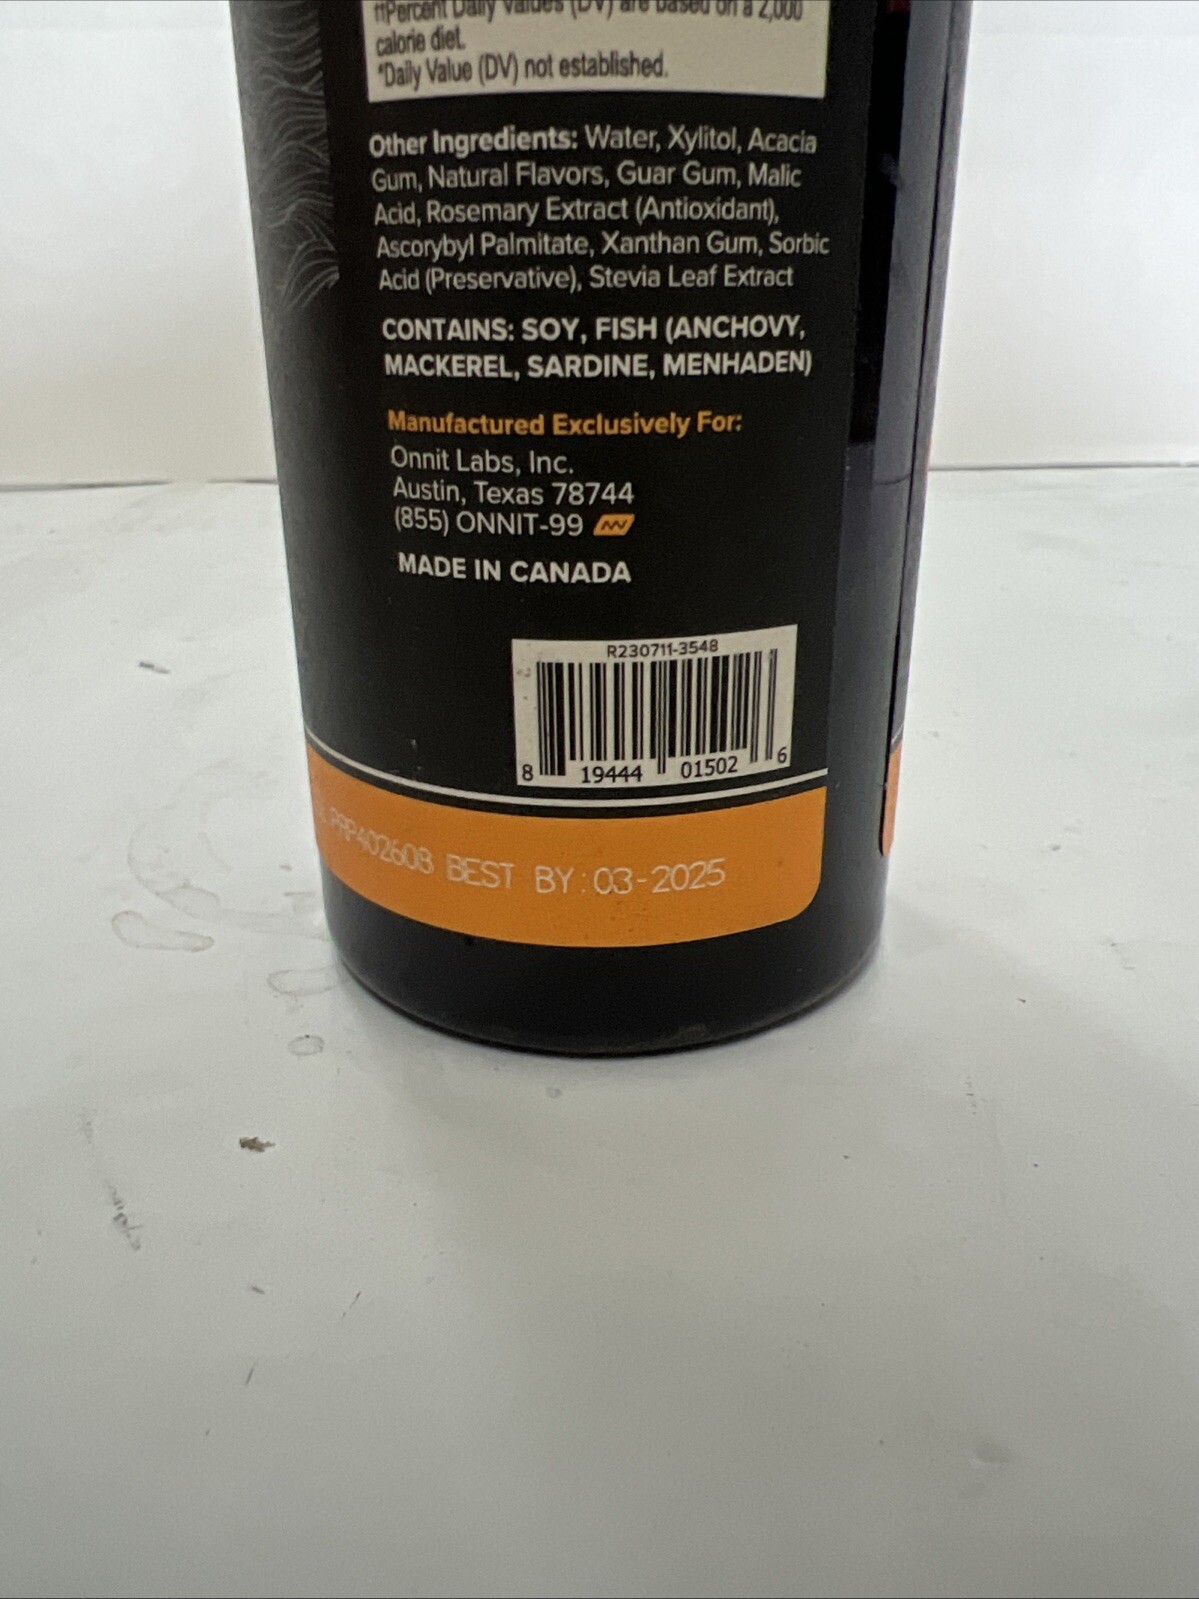 ††Percent Daily Values (DV) are based on a 2,000
calorie diet.
*Daily Value (DV) not established.
Other Ingredients: Water, Xylitol, Acacia
Gum, Natural Flavors, Guar Gum, Malic
Acid, Rosemary Extract (Antioxidant),
Ascorybyl Palmitate, Xanthan Gum, Sorbic
Acid (Preservative), Stevia Leaf Extract
CONTAINS: SOY, FISH (ANCHOVY,
MACKEREL, SARDINE, MENHADEN)
Manufactured Exclusively For:
Onnit Labs, Inc.
Austin, Texas 78744
(855) ONNIT-99
MADE IN CANADA
R230711-3548
8 19444 01502 6
BEST BY:03-2025